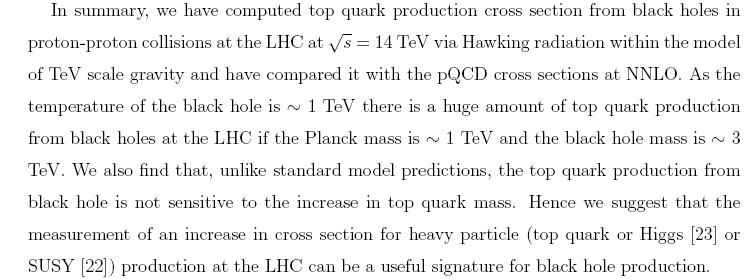 In summary, we have computed top quark production cross section from black holes in
proton-proton collisions at the LHC at √s = 14 TeV via Hawking radiation within the model
of TeV scale gravity and have compared it with the pQCD cross sections at NNLO. As the
temperature of the black hole is ∼ 1 TeV there is a huge amount of top quark production
from black holes at the LHC if the Planck mass is ∼ 1 TeV and the black hole mass is ∼ 3
TeV. We also find that, unlike standard model predictions, the top quark production from
black hole is not sensitive to the increase in top quark mass. Hence we suggest that the
measurement of an increase in cross section for heavy particle (top quark or Higgs [23] or
SUSY [22]) production at the LHC can be a useful signature for black hole production.